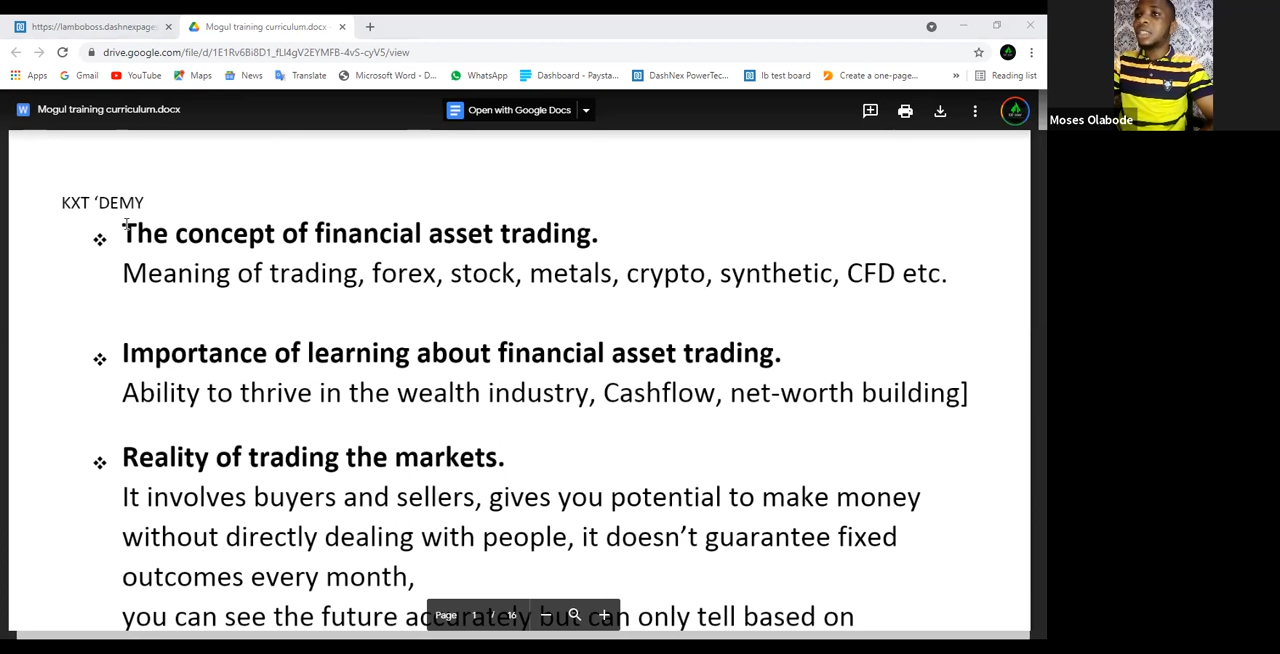 https://lamboboss.dashnexpage
Mogul training curriculum.docx
drive.google.com/file/d/1E1Rv6Bi8D1_fLl4gV2EYMFB-4vS-cyV5/view
Apps Gmail YouTube Maps News Translate Microsoft Word - D... WhatsApp Dashboard - Paysta... DashNex PowerTec... lb test board Create a one-page... » Reading list
Mogul training curriculum.docx
Open with Google Docs
Moses Olabode
KXT ‘DEMY
❖ The concept of financial asset trading.
Meaning of trading, forex, stock, metals, crypto, synthetic, CFD etc.
❖ Importance of learning about financial asset trading.
Ability to thrive in the wealth industry, Cashflow, net-worth building]
❖ Reality of trading the markets.
It involves buyers and sellers, gives you potential to make money
without directly dealing with people, it doesn’t guarantee fixed
outcomes every month,
you can see the future accurately but can only tell based on
Page 1 / 16